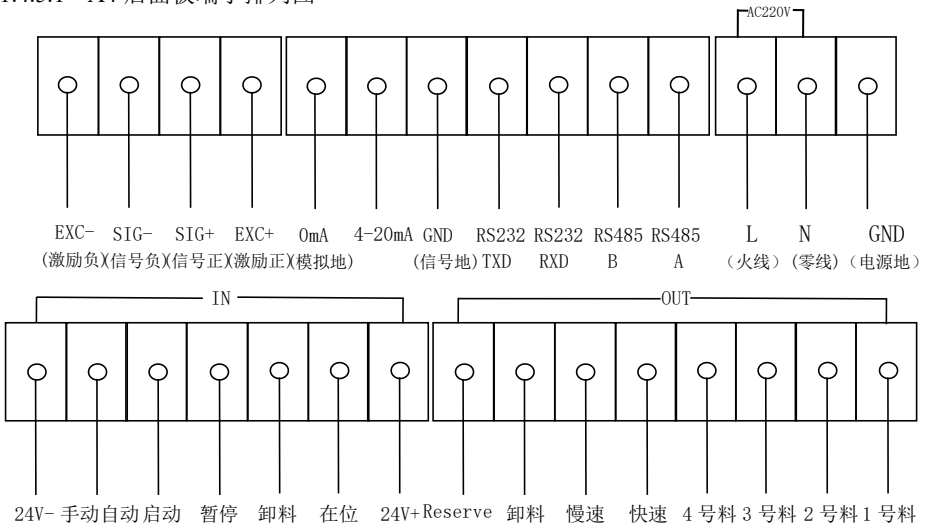 AC220V
EXC- SIG- SIG+ EXC+ 0mA 4-20mA GND RS232 RS232 RS485 RS485 L N GND
(激励负)(信号负)(信号正)(激励正)(模拟地) (信号地) TXD RXD B A (火线) (零线) (电源地)
IN OUT
24V- 手动自动 启动 暂停 卸料 在位 24V+ Reserve 卸料 慢速 快速 4号料 3号料 2号料 1号料